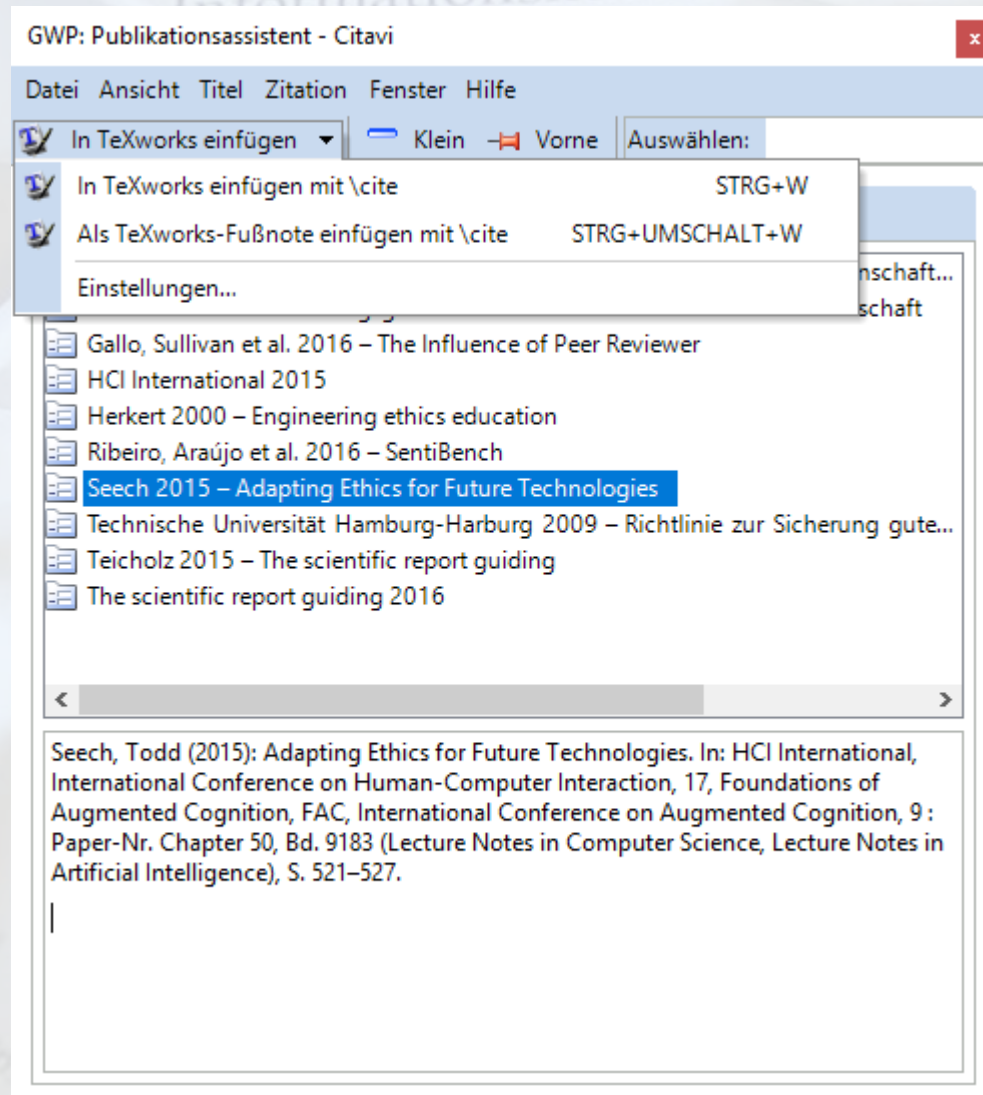 GWP: Publikationsassistent - Citavi
x
Datei Ansicht Titel Zitation Fenster Hilfe
In TeXworks einfügen Klein Vorne Auswählen:
In TeXworks einfügen mit \cite STRG+W
Als TeXworks-Fußnote einfügen mit \cite STRG+UMSCHALT+W
Einstellungen...
nschaft...
schaft
Gallo, Sullivan et al. 2016 – The Influence of Peer Reviewer
HCI International 2015
Herkert 2000 – Engineering ethics education
Ribeiro, Araújo et al. 2016 – SentiBench
Seech 2015 – Adapting Ethics for Future Technologies
Technische Universität Hamburg-Harburg 2009 – Richtlinie zur Sicherung gute...
Teicholz 2015 – The scientific report guiding
The scientific report guiding 2016
Seech, Todd (2015): Adapting Ethics for Future Technologies. In: HCI International,
International Conference on Human-Computer Interaction, 17, Foundations of
Augmented Cognition, FAC, International Conference on Augmented Cognition, 9 :
Paper-Nr. Chapter 50, Bd. 9183 (Lecture Notes in Computer Science, Lecture Notes in
Artificial Intelligence), S. 521–527.